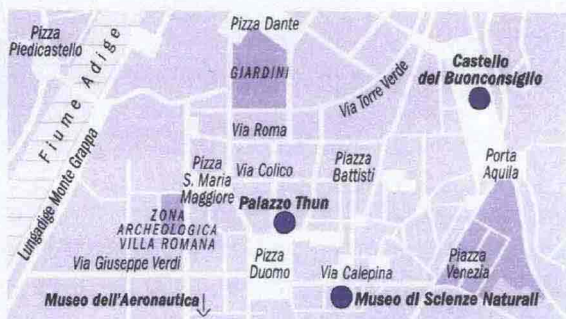 Pizza
Piedicastello
Pizza Dante
Fiume Adige
GIARDINI
Castello
del Buonconsiglio
Via Torre Verde
Lungadige Monte Grappa
Via Roma
Pizza
S. Maria
Maggiore
Via Colico
Piazza
Battisti
Porta
Aquila
Palazzo Thun
ZONA
ARCHEOLOGICA
VILLA ROMANA
Via Giuseppe Verdi
Pizza
Duomo
Via Calepina
Piazza
Venezia
Museo dell'Aeronautica
Museo di Scienze Naturali